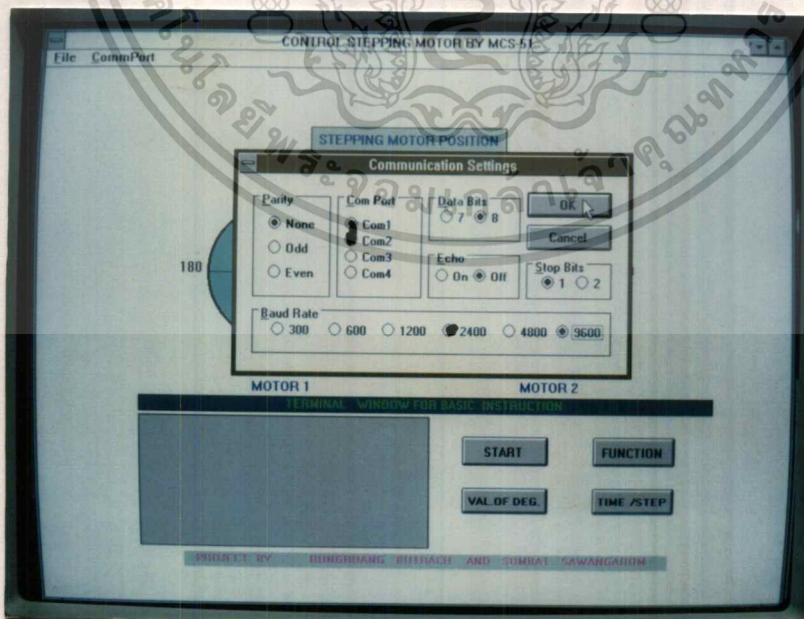 CONTROL STEPPING MOTOR BY MCS-51
File CommPort
STEPPING MOTOR POSITION
Communication Settings
Parity
None
Odd
Even
Com Port
Com1
Com2
Com3
Com4
Data Bits
7 8
Echo
On Off
OK
Cancel
Stop Bits
1 2
Baud Rate
300 600 1200 2400 4800 9600
180
MOTOR 1 MOTOR 2
TERMINAL WINDOW FOR BASIC INSTRUCTION
START FUNCTION
VAL.OF DEG. TIME /STEP
PROJECT BY AND SOMBAT